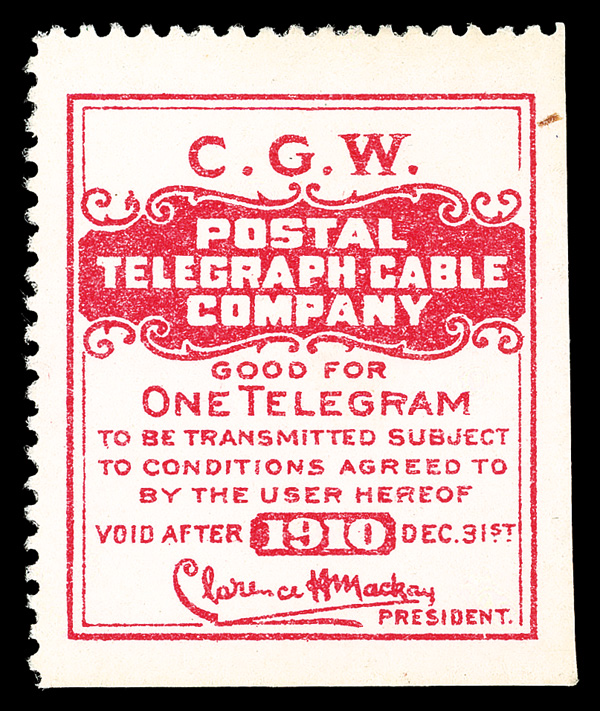 C.G.W.
POSTAL
TELEGRAPH-CABLE
COMPANY
GOOD FOR
ONE TELEGRAM
TO BE TRANSMITTED SUBJECT
TO CONDITIONS AGREED TO
BY THE USER HEREOF
VOID AFTER 1910 DEC. 31ST
Clarence H Mackay
PRESIDENT.